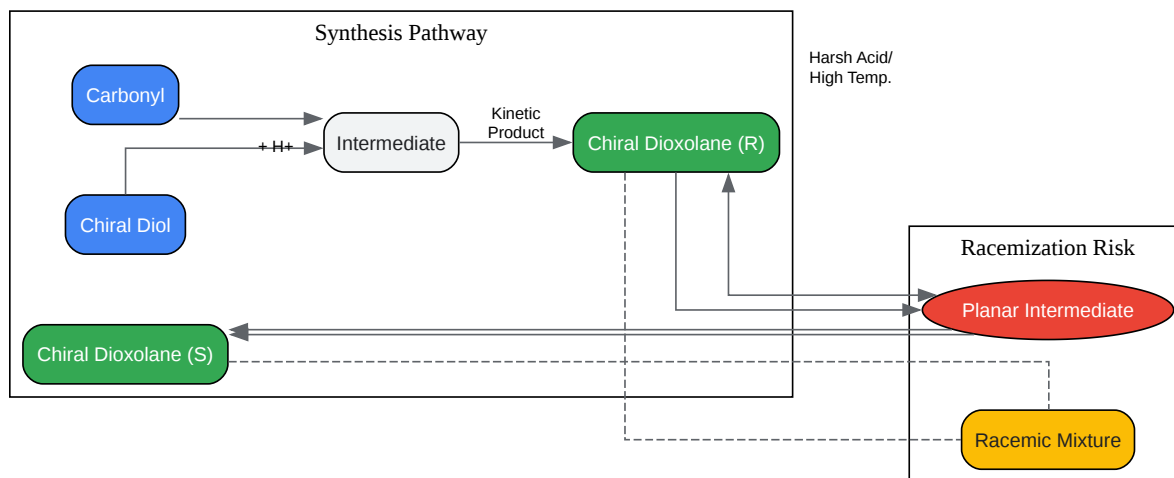 Synthesis Pathway
Harsh Acid/
High Temp.
Carbonyl
Kinetic
Product
+ H+
Intermediate
Chiral Dioxolane (R)
Chiral Diol
Racemization Risk
Planar Intermediate
Chiral Dioxolane (S)
Racemic Mixture